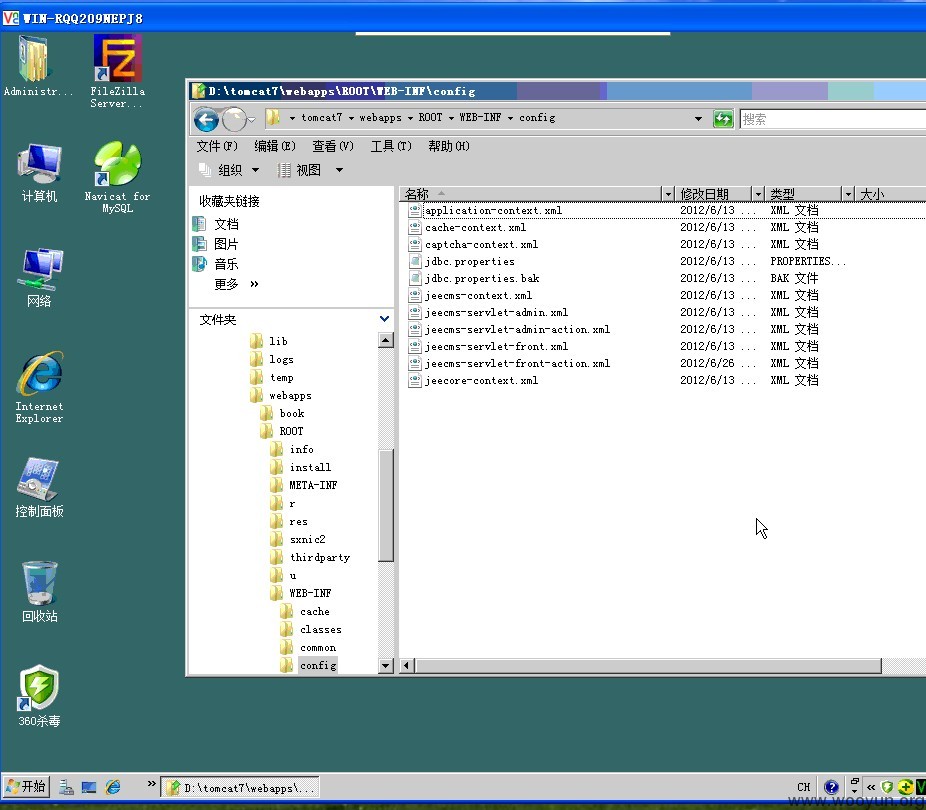 WIN-RQQ209NEPJ8
Administr...
FileZilla
Server...
计算机
Navicat for
MySQL
网络
Internet
Explorer
控制面板
回收站
360杀毒
D:\tomcat7\webapps\ROOT\WEB-INF\config
tomcat7 webapps ROOT WEB-INF config
搜索
文件(F) 编辑(E) 查看(V) 工具(T) 帮助(H)
组织 视图
收藏夹链接
文档
图片
音乐
更多 »
文件夹
lib
logs
temp
webapps
book
ROOT
info
install
META-INF
r
res
sxnic2
thirdparty
u
WEB-INF
cache
classes
common
config
名称 修改日期 类型 大小
application-context.xml 2012/6/13 ... XML 文档
cache-context.xml 2012/6/13 ... XML 文档
captcha-context.xml 2012/6/13 ... XML 文档
jdbc.properties 2012/6/13 ... PROPERTIES...
jdbc.properties.bak 2012/6/13 ... BAK 文件
jeecms-context.xml 2012/6/13 ... XML 文档
jeecms-servlet-admin.xml 2012/6/13 ... XML 文档
jeecms-servlet-admin-action.xml 2012/6/13 ... XML 文档
jeecms-servlet-front.xml 2012/6/13 ... XML 文档
jeecms-servlet-front-action.xml 2012/6/26 ... XML 文档
jeecore-context.xml 2012/6/13 ... XML 文档
开始 » D:\tomcat7\webapps\... CH «
www.wooyun.org